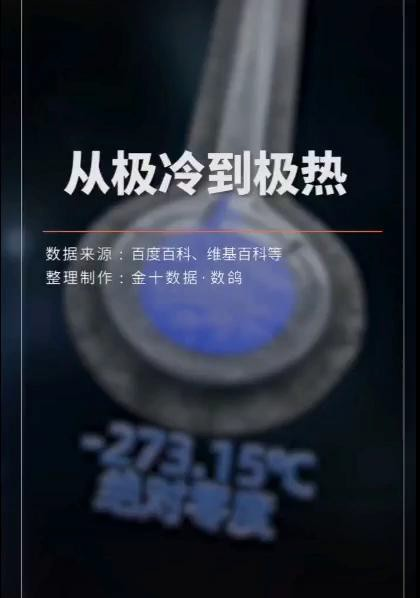 从极冷到极热
数据来源：百度百科、维基百科等
整理制作：金十数据·数鸽
-273.15℃
绝对零度